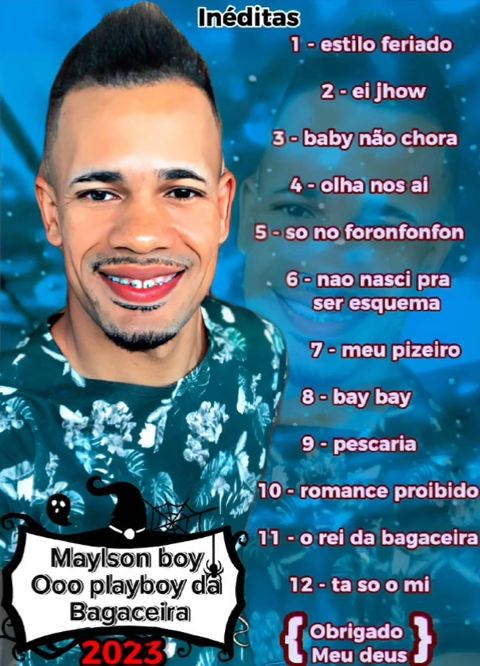 Inéditas
1 - estilo feriado
2 - ei jhow
3 - baby não chora
4 - olha nos ai
5 - so no foronfonfon
6 - nao nasci pra
ser esquema
7 - meu pizeiro
8 - bay bay
9 - pescaria
10 - romance proibido
11 - o rei da bagaceira
12 - ta so o mi
{Obrigado
Meu deus}
Maylson boy
Ooo playboy da
Bagaceira
2023